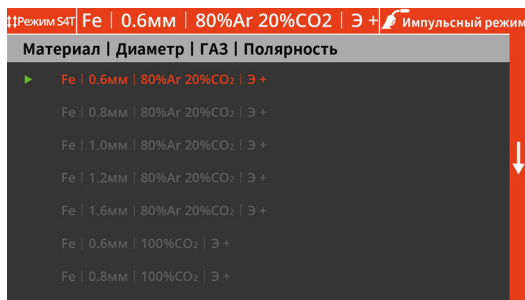 Режим S4T Fe | 0.6мм | 80%Ar 20%CO2 | Э + Импульсный режим
Материал | Диаметр | ГАЗ | Полярность
Fe | 0.6мм | 80%Ar 20%CO₂ | Э +
Fe | 0.8мм | 80%Ar 20%CO₂ | Э +
Fe | 1.0мм | 80%Ar 20%CO₂ | Э +
Fe | 1.2мм | 80%Ar 20%CO₂ | Э +
Fe | 1.6мм | 80%Ar 20%CO₂ | Э +
Fe | 0.6мм | 100%CO₂ | Э +
Fe | 0.8мм | 100%CO₂ | Э +